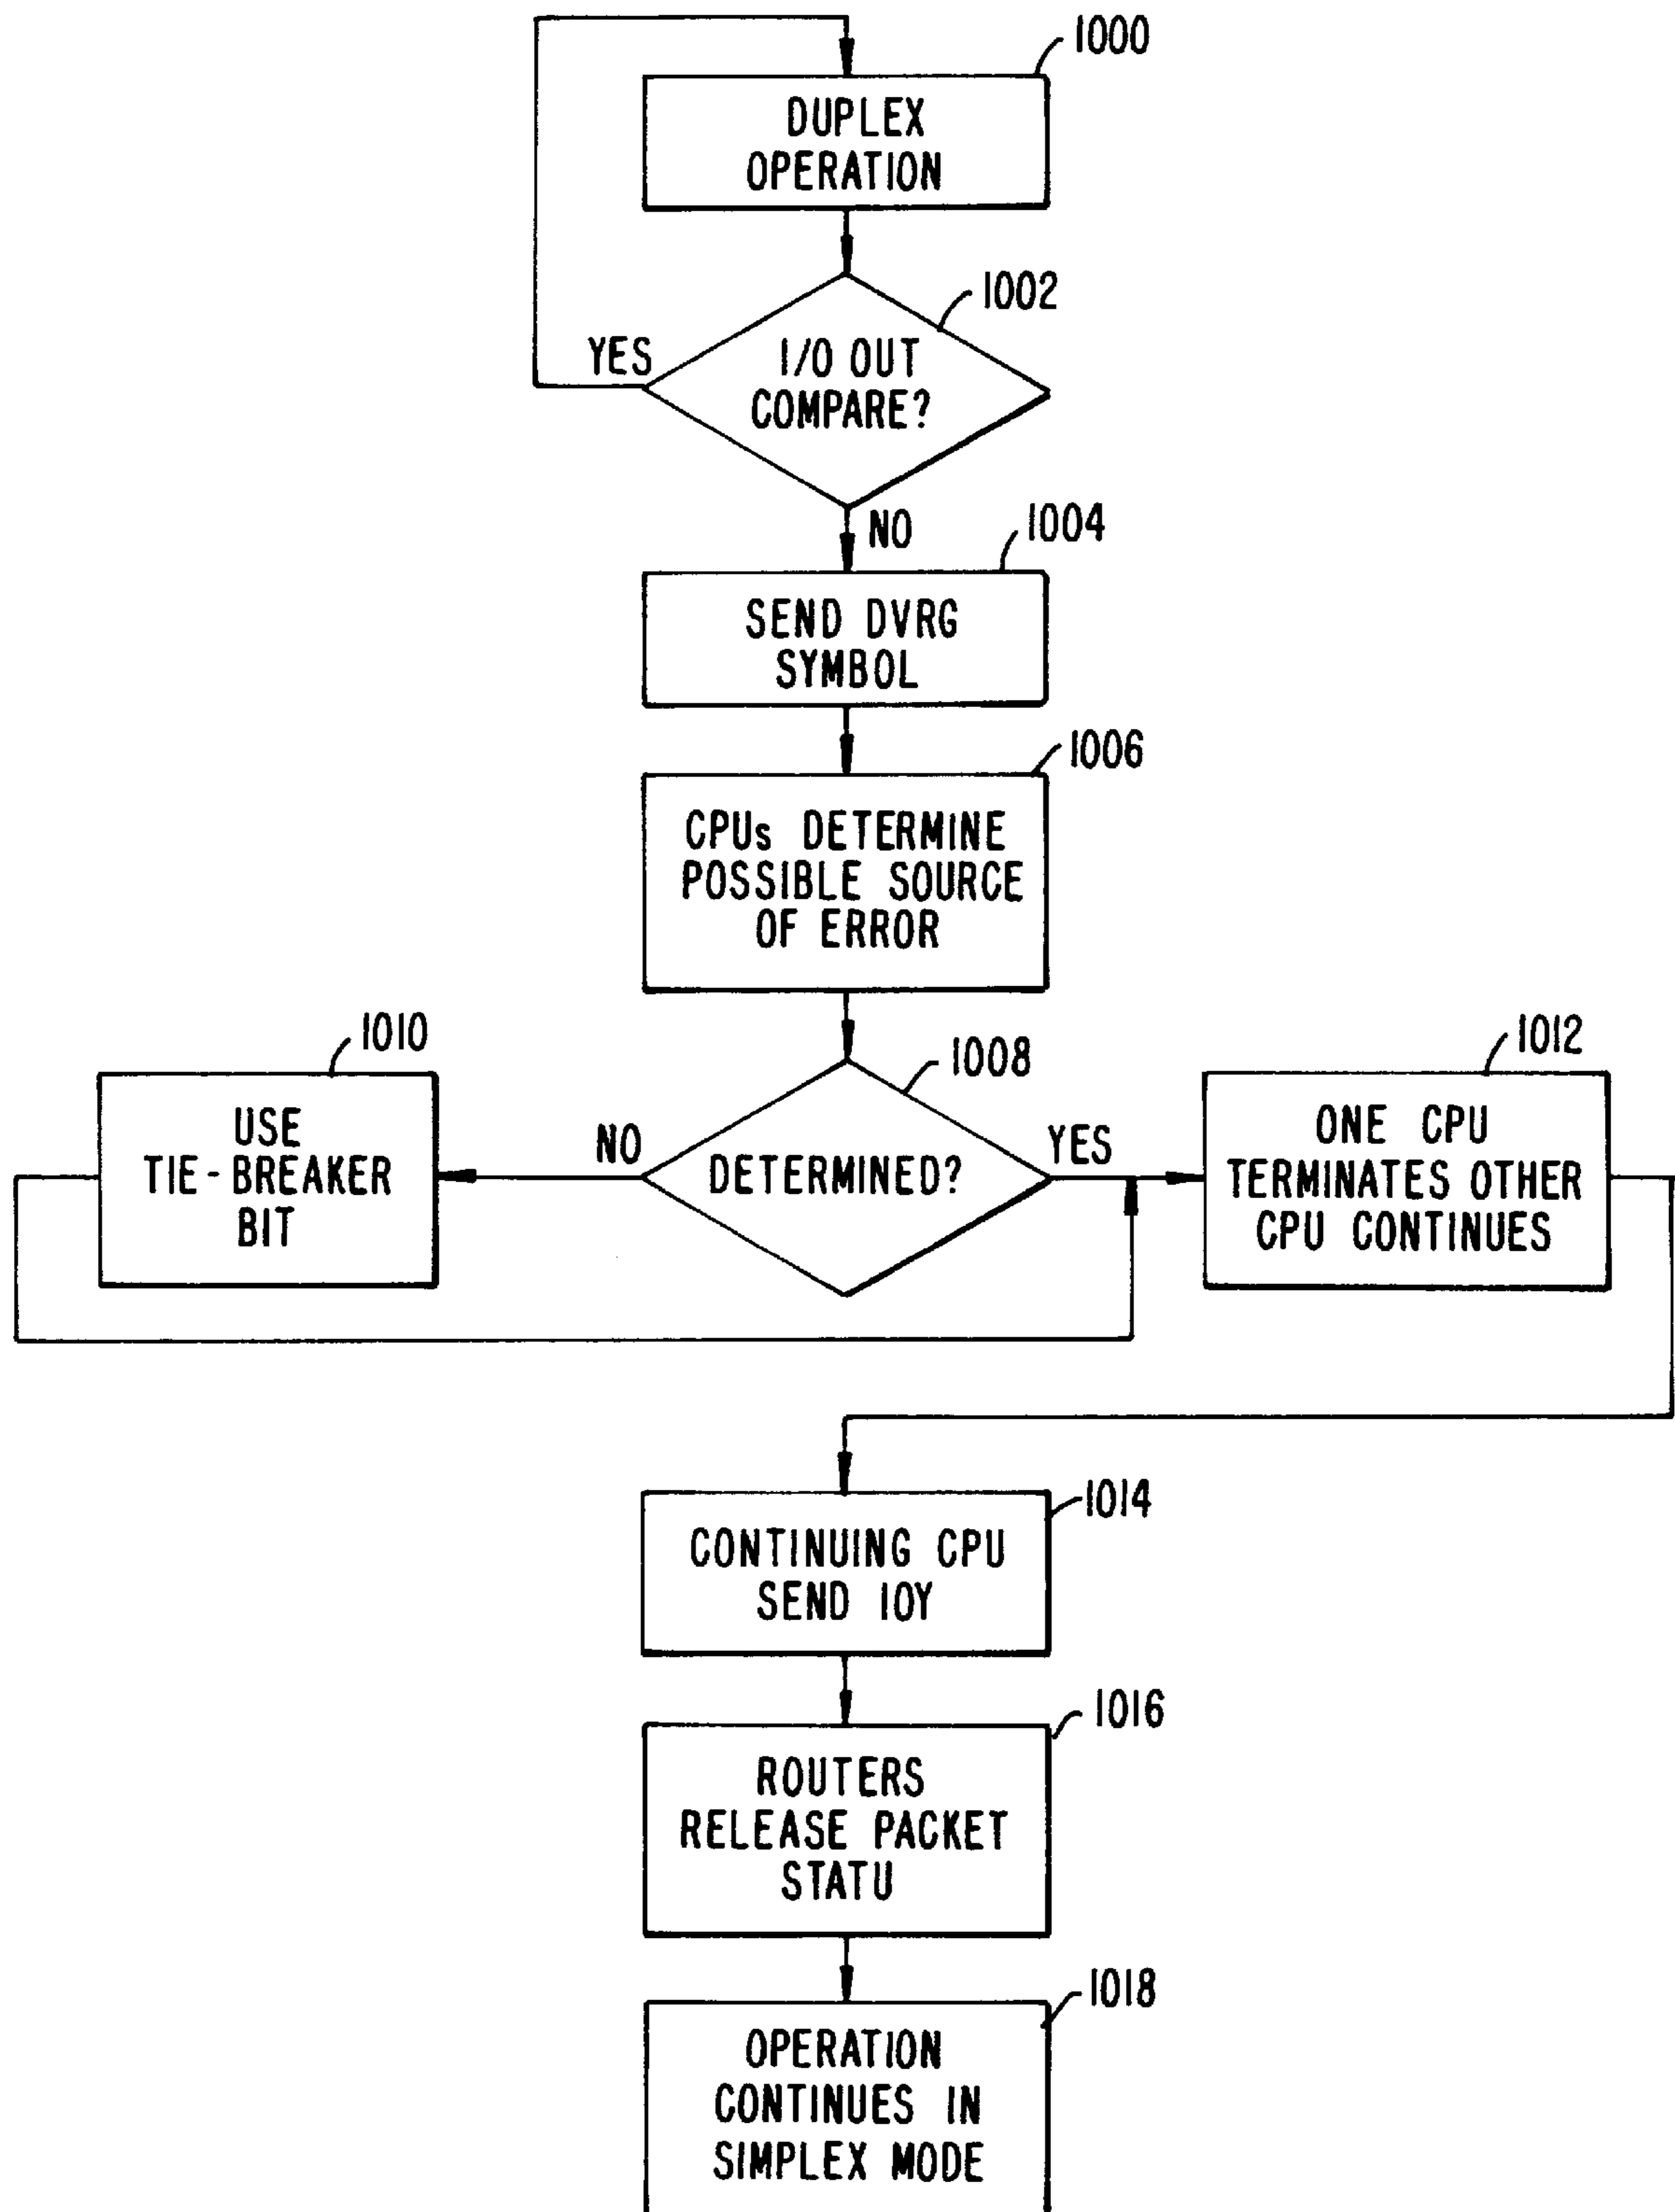 1000
DUPLEX
OPERATION
1002
YES
I/O OUT
COMPARE?
NO
1004
SEND DVRG
SYMBOL
1006
CPUs DETERMINE
POSSIBLE SOURCE
OF ERROR
1010
USE
TIE-BREAKER
BIT
1008
NO
DETERMINED?
YES
1012
ONE CPU
TERMINATES OTHER
CPU CONTINUES
1014
CONTINUING CPU
SEND IOY
1016
ROUTERS
RELEASE PACKET
STATU
1018
OPERATION
CONTINUES IN
SIMPLEX MODE